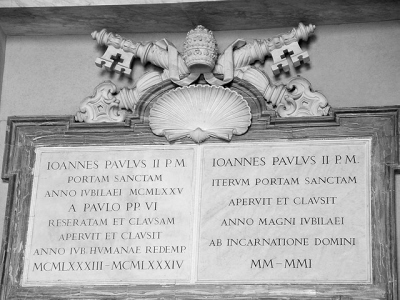 IOANNES PAVLVS II P.M.
PORTAM SANCTAM
ANNO IVBILAEI MCMLXXV
A PAVLO PP VI
RESERATAM ET CLAVSAM
APERVIT ET CLAVSIT
ANNO IVB. HVMANAE REDEMP
MCMLXXXIII–MCMLXXXIV
IOANNES PAVLVS II P.M.
ITERVM PORTAM SANCTAM
APERVIT ET CLAVSIT
ANNO MAGNI IVBILAEI
AB INCARNATIONE DOMINI
MM–MMI